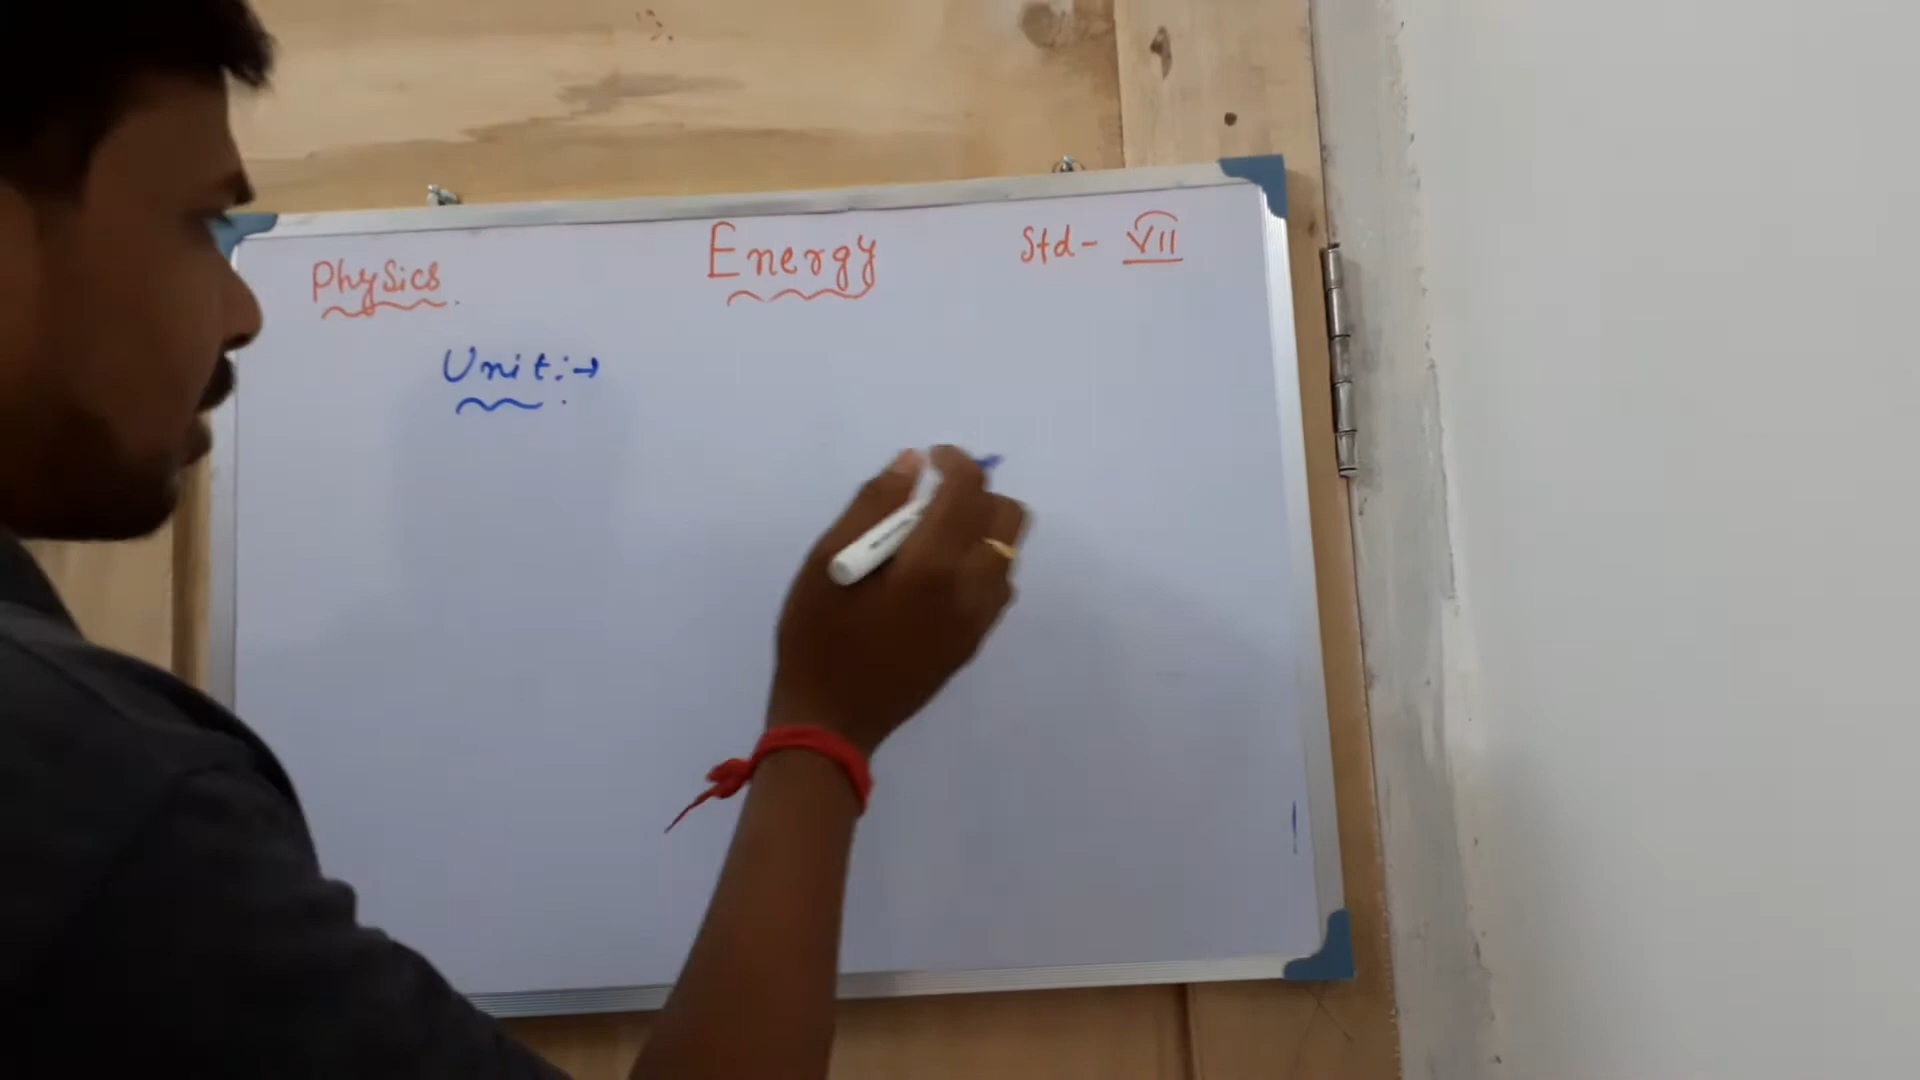 Physics. Energy Std- VII
Unit:→